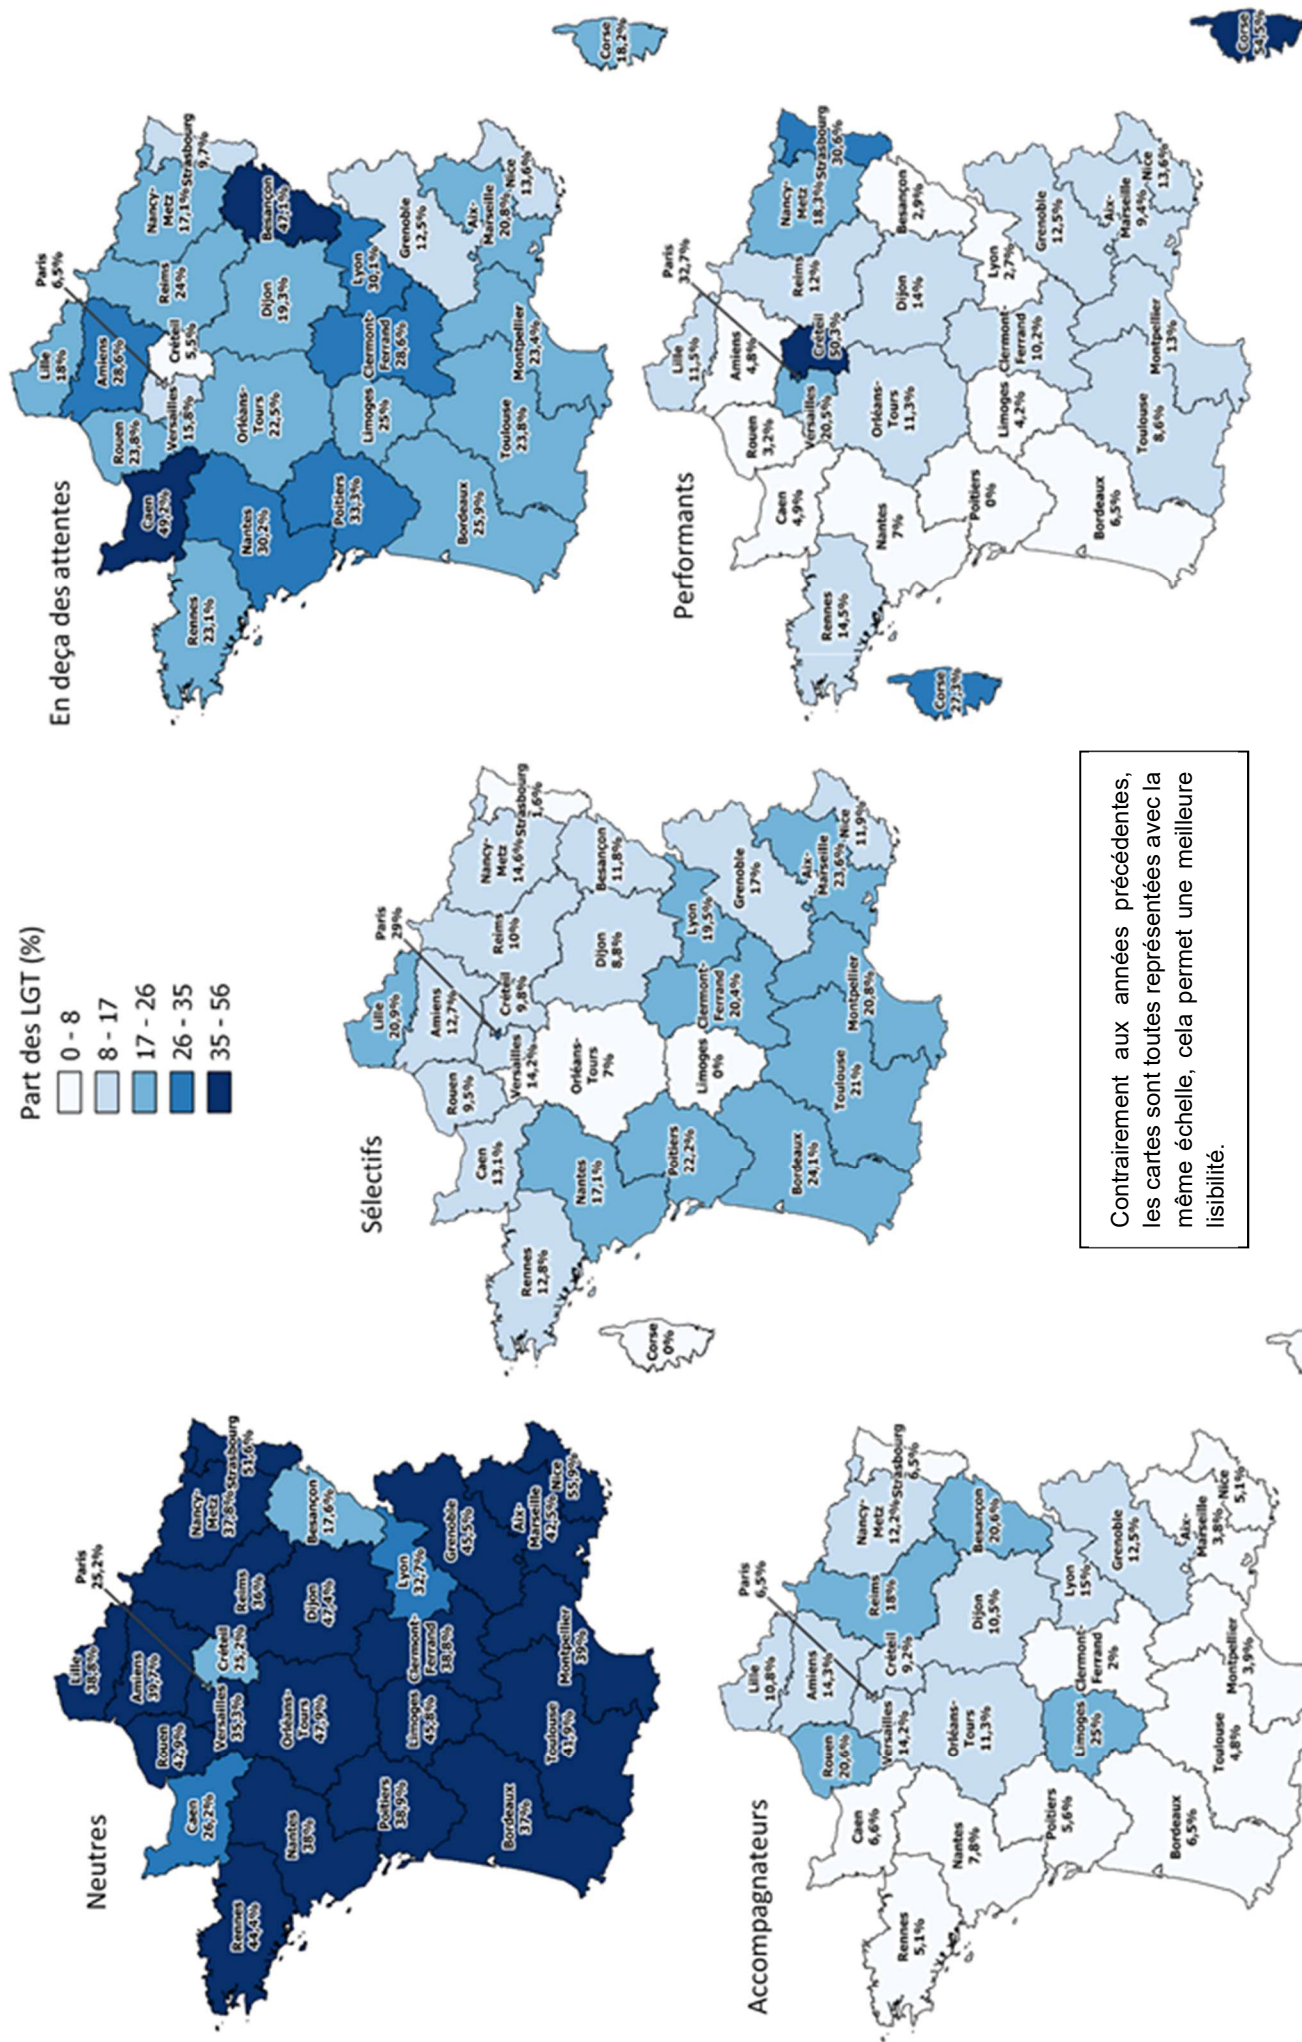 Part des LGT (%)
0 - 8
8 - 17
17 - 26
26 - 35
35 - 56
Neutres
Paris
25,2%
Lille
38,8%
Amiens
39,7%
Rouen
42,9%
Caen
26,2%
Rennes
44,4%
Versailles
35,3%
Créteil
25,2%
Reims
36%
Nancy-
Metz
37,8%
Strasbourg
51,6%
Besançon
17,6%
Dijon
47,4%
Orléans-
Tours
47,9%
Nantes
38%
Poitiers
38,9%
Limoges
45,8%
Clermont-
Ferrand
38,8%
Lyon
32,7%
Grenoble
45,5%
Bordeaux
37%
Toulouse
41,9%
Montpellier
39%
Aix-
Marseille
42,5%
Nice
55,9%
Corse
0%
Sélectifs
Paris
29%
Lille
20,9%
Amiens
12,7%
Rouen
9,5%
Caen
13,1%
Rennes
12,8%
Versailles
14,2%
Créteil
9,8%
Reims
10%
Nancy-
Metz
14,6%
Strasbourg
1,6%
Besançon
11,8%
Dijon
8,8%
Orléans-
Tours
7%
Nantes
17,1%
Poitiers
22,2%
Limoges
0%
Clermont-
Ferrand
20,4%
Lyon
19,5%
Grenoble
17%
Bordeaux
24,1%
Toulouse
21%
Montpellier
20,8%
Aix-
Marseille
23,6%
Nice
11,9%
Corse
27,3%
En deça des attentes
Paris
6,5%
Lille
18%
Amiens
28,6%
Rouen
23,8%
Caen
49,2%
Rennes
23,1%
Versailles
15,8%
Créteil
5,5%
Reims
24%
Nancy-
Metz
17,1%
Strasbourg
9,7%
Besançon
47,1%
Dijon
19,3%
Orléans-
Tours
22,5%
Nantes
30,2%
Poitiers
33,3%
Limoges
25%
Clermont-
Ferrand
28,6%
Lyon
30,1%
Grenoble
12,5%
Bordeaux
25,9%
Toulouse
23,8%
Montpellier
23,4%
Aix-
Marseille
20,8%
Nice
13,6%
Corse
18,2%
Accompagnateurs
Paris
6,5%
Lille
10,8%
Amiens
14,3%
Rouen
20,6%
Caen
6,6%
Rennes
5,1%
Versailles
14,2%
Créteil
9,2%
Reims
18%
Nancy-
Metz
12,2%
Strasbourg
6,5%
Besançon
20,6%
Dijon
10,5%
Orléans-
Tours
11,3%
Nantes
7,8%
Poitiers
5,6%
Limoges
25%
Clermont-
Ferrand
2%
Lyon
15%
Grenoble
12,5%
Bordeaux
6,5%
Toulouse
4,8%
Montpellier
3,9%
Aix-
Marseille
3,8%
Nice
5,1%
Contrairement aux années précédentes,
les cartes sont toutes représentées avec la
même échelle, cela permet une meilleure
lisibilité.
Performants
Paris
32,7%
Lille
11,5%
Amiens
4,8%
Rouen
3,2%
Caen
4,9%
Rennes
14,5%
Versailles
20,5%
Créteil
50,3%
Reims
12%
Nancy-
Metz
18,3%
Strasbourg
30,6%
Besançon
2,9%
Dijon
14%
Orléans-
Tours
11,3%
Nantes
7%
Poitiers
0%
Limoges
4,2%
Clermont-
Ferrand
10,2%
Lyon
2,7%
Grenoble
12,5%
Bordeaux
6,5%
Toulouse
8,6%
Montpellier
13%
Aix-
Marseille
9,4%
Nice
13,6%
Corse
54,5%